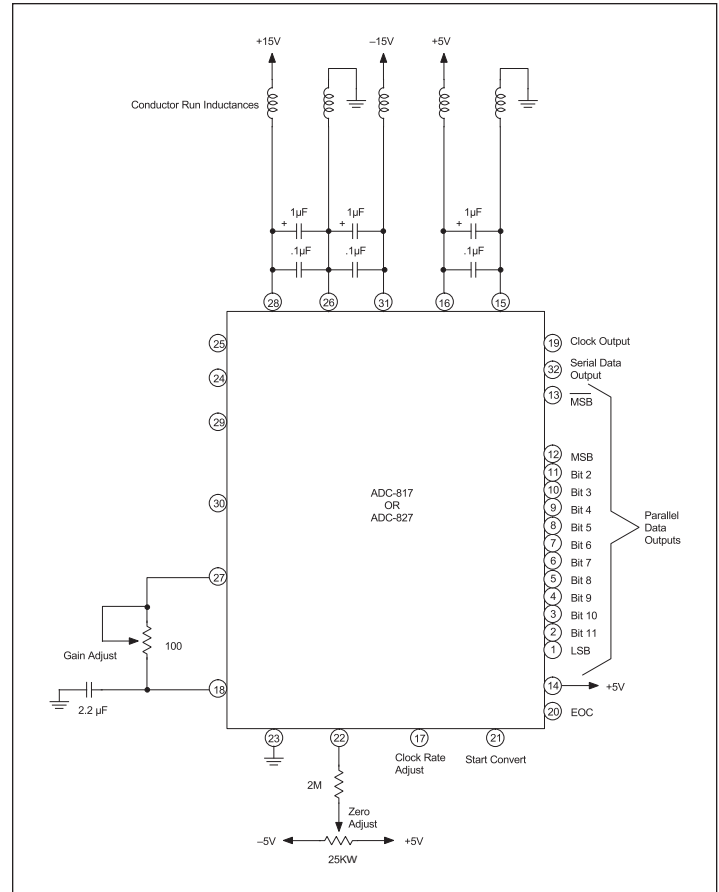 +15V
–15V
+5V
Conductor Run Inductances
1µF
1µF
1µF
+
+
+
.1µF
.1µF
.1µF
28
26
31
16
15
25
24
29
30
27
18
19 Clock Output
32 Serial Data
Output
13 M̅S̅B̅
12 MSB
11 Bit 2
10 Bit 3
9 Bit 4
8 Bit 5
7 Bit 6
6 Bit 7
5 Bit 8
4 Bit 9
3 Bit 10
2 Bit 11
1 LSB
14 +5V
20 EOC
Parallel
Data
Outputs
ADC-817
OR
ADC-827
Gain Adjust
100
2.2 µF
23
22
17
21
Clock Rate
Adjust
Start Convert
2M
Zero
Adjust
–5V
+5V
25KW